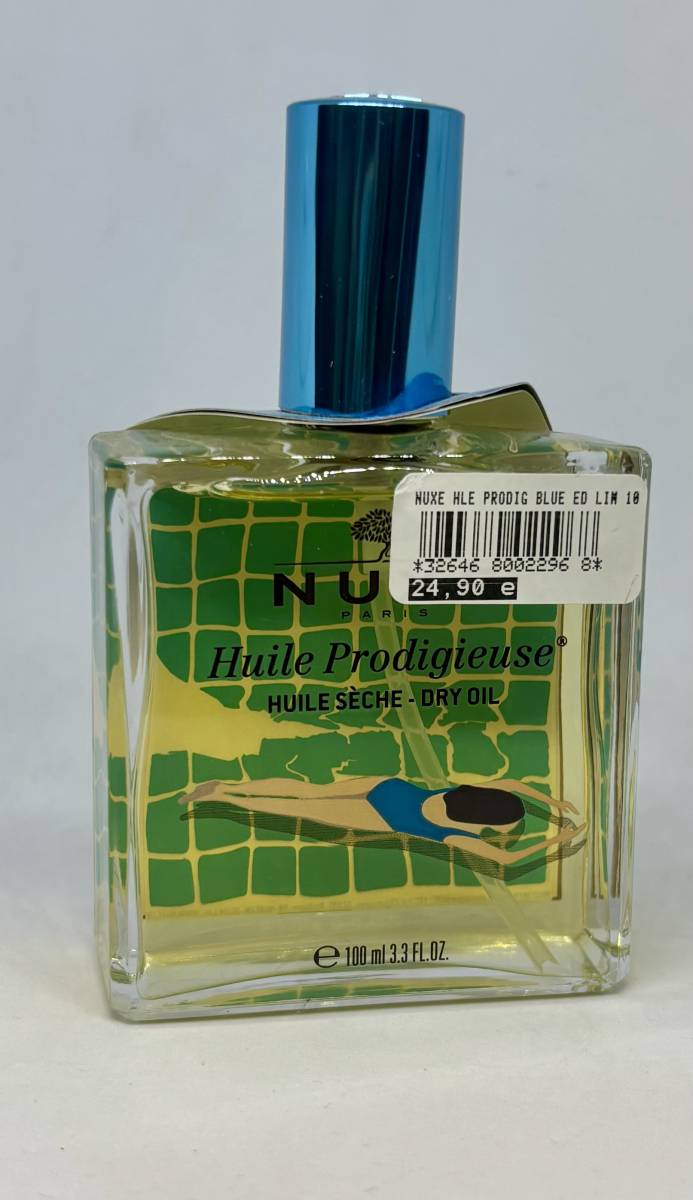 NUXE HLE PRODIG BLUE ED LIM 10
*32646 8002296 8*
24,90 e
NU
PARIS
Huile Prodigieuse®
HUILE SÈCHE - DRY OIL
e 100 ml 3.3 FL.OZ.